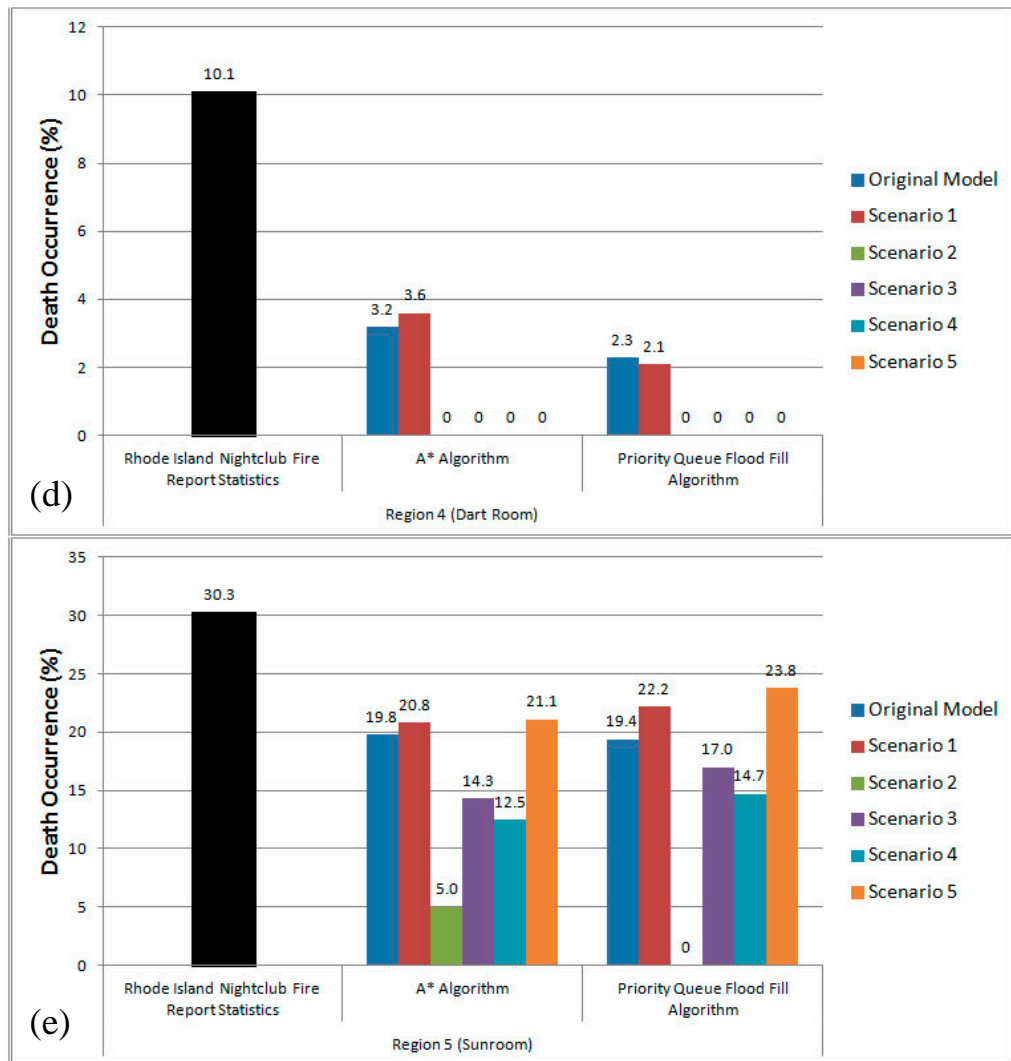 12
10
8
6
4
2
0
Death Occurrence (%)
10.1
3.2
3.6
0 0 0 0
2.3
2.1
0 0 0 0
Rhode Island Nightclub Fire
Report Statistics
A* Algorithm
Priority Queue Flood Fill
Algorithm
Region 4 (Dart Room)
Original Model
Scenario 1
Scenario 2
Scenario 3
Scenario 4
Scenario 5
(d)
35
30
25
20
15
10
5
0
Death Occurrence (%)
30.3
19.8
20.8
5.0
14.3
12.5
21.1
19.4
22.2
0
17.0
14.7
23.8
Rhode Island Nightclub Fire
Report Statistics
A* Algorithm
Priority Queue Flood Fill
Algorithm
Region 5 (Sunroom)
Original Model
Scenario 1
Scenario 2
Scenario 3
Scenario 4
Scenario 5
(e)